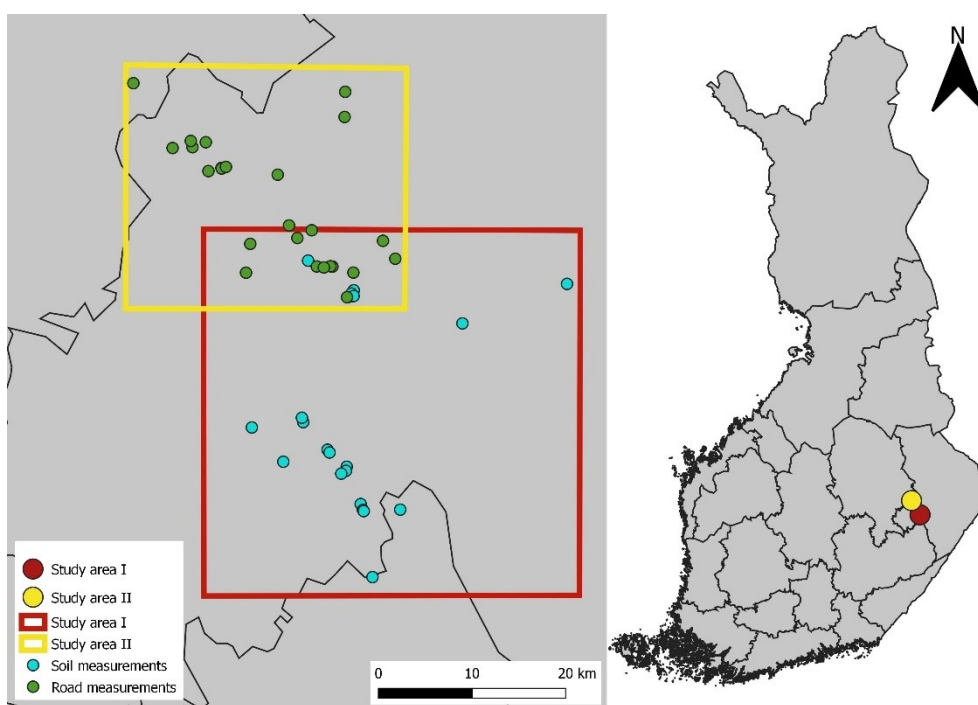 N
Study area I
Study area II
Study area I
Study area II
Soil measurements
Road measurements
0 10 20 km